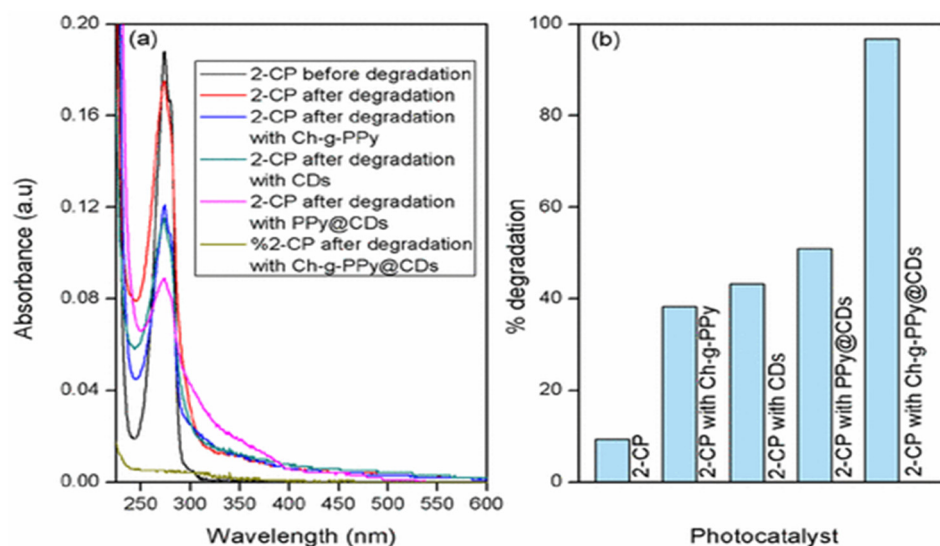 (a)
2-CP before degradation
2-CP after degradation
2-CP after degradation
with Ch-g-PPy
2-CP after degradation
with CDs
2-CP after degradation
with PPy@CDs
%2-CP after degradation
with Ch-g-PPy@CDs
0.20
0.16
0.12
0.08
0.04
0.00
Absorbance (a.u)
250 300 350 400 450 500 550 600
Wavelength (nm)
(b)
100
80
60
40
20
0
% degradation
2-CP
2-CP with Ch-g-PPy
2-CP with CDs
2-CP with PPy@CDs
2-CP with Ch-g-PPy@CDs
Photocatalyst